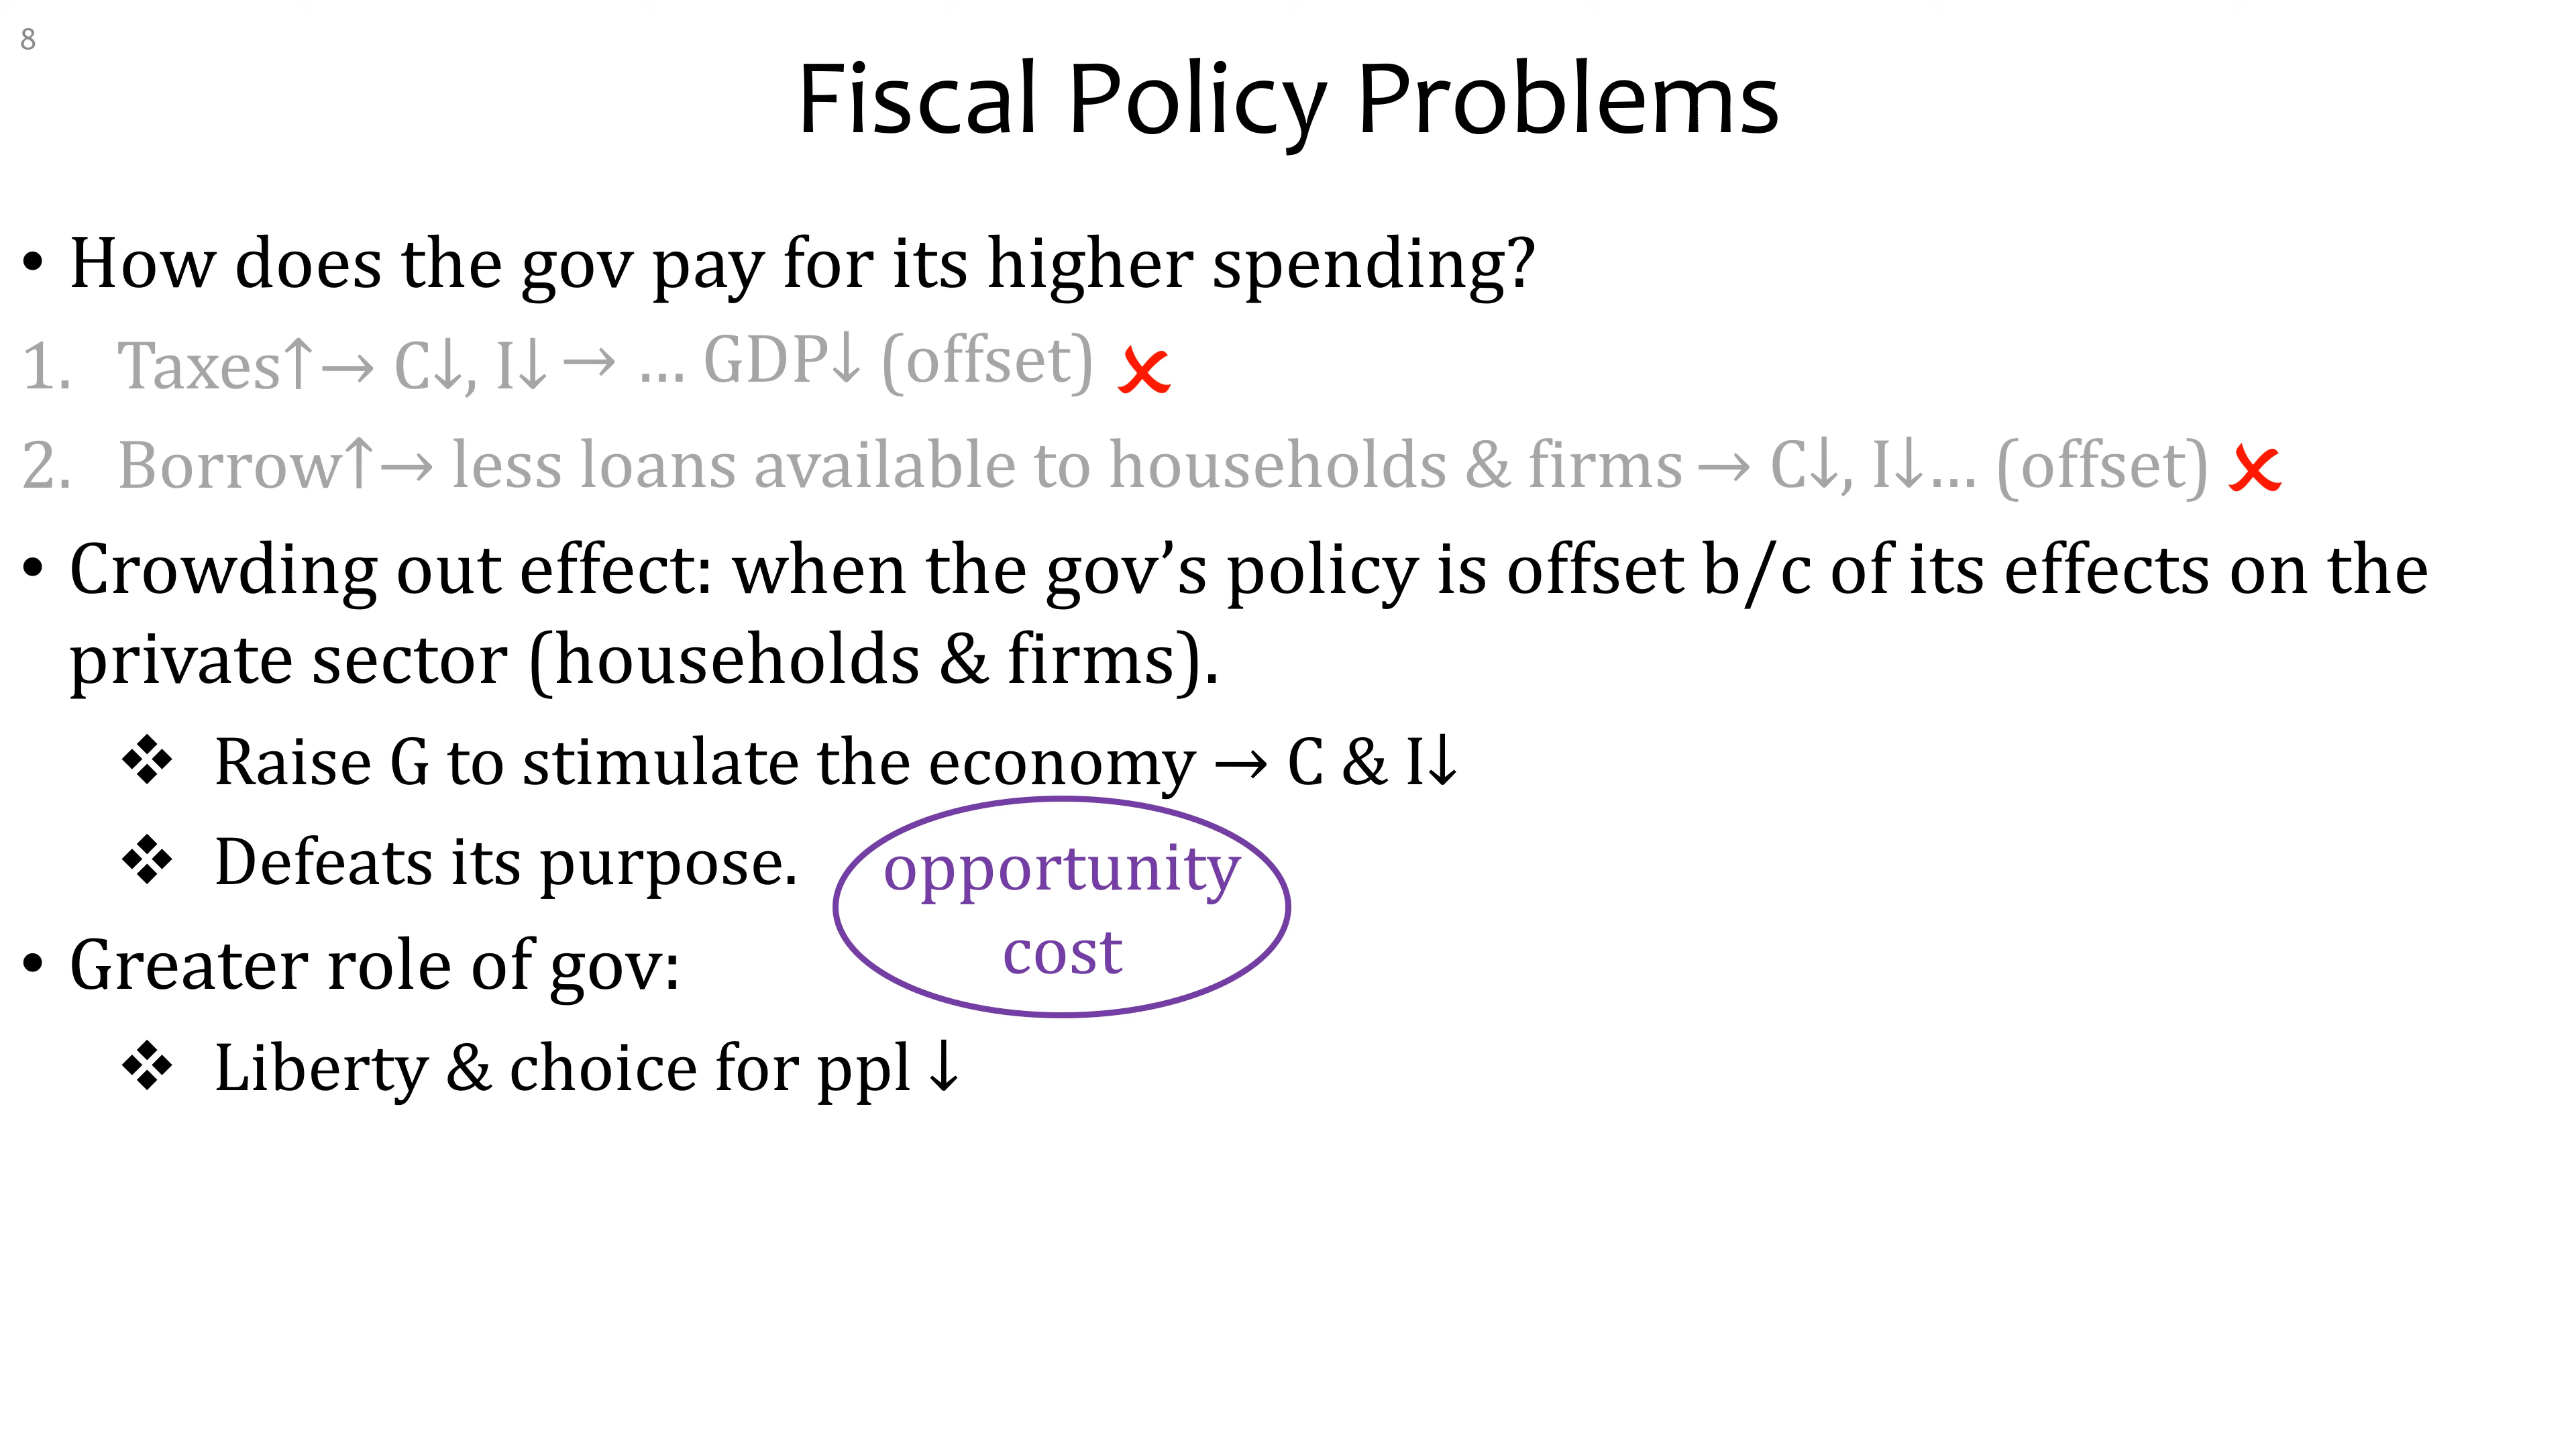 8
Fiscal Policy Problems
• How does the gov pay for its higher spending?
1. Taxes↑→ C↓, I↓ → ... GDP↓ (offset) ✘
2. Borrow↑→ less loans available to households & firms → C↓, I↓... (offset) ✘
• Crowding out effect: when the gov’s policy is offset b/c of its effects on the
private sector (households & firms).
❖ Raise G to stimulate the economy → C & I↓
❖ Defeats its purpose.
opportunity
cost
• Greater role of gov:
❖ Liberty & choice for ppl ↓